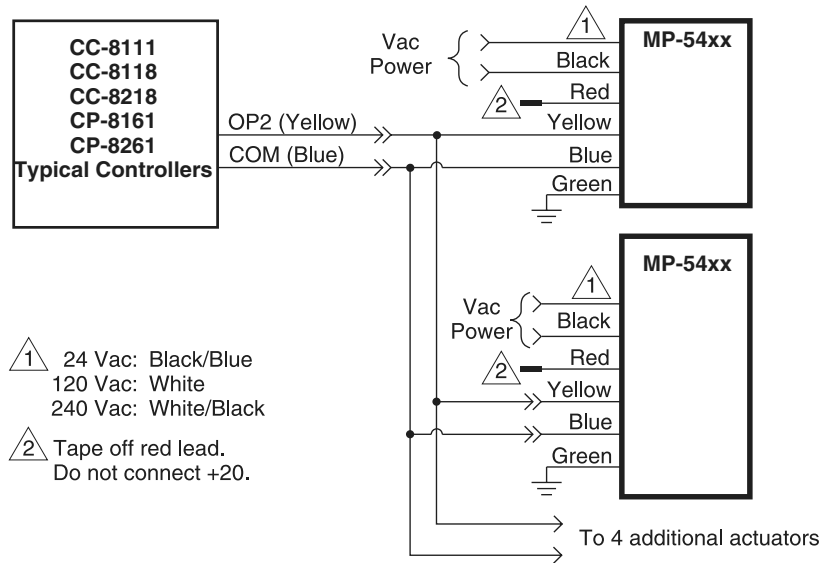 CC-8111
CC-8118
CC-8218
CP-8161
CP-8261
Typical Controllers
OP2 (Yellow)
COM (Blue)
Vac
Power
1
Black
2
Red
Yellow
Blue
Green
MP-54xx
Vac
Power
1
Black
2
Red
Yellow
Blue
Green
MP-54xx
To 4 additional actuators
1 24 Vac: Black/Blue
120 Vac: White
240 Vac: White/Black
2 Tape off red lead.
Do not connect +20.